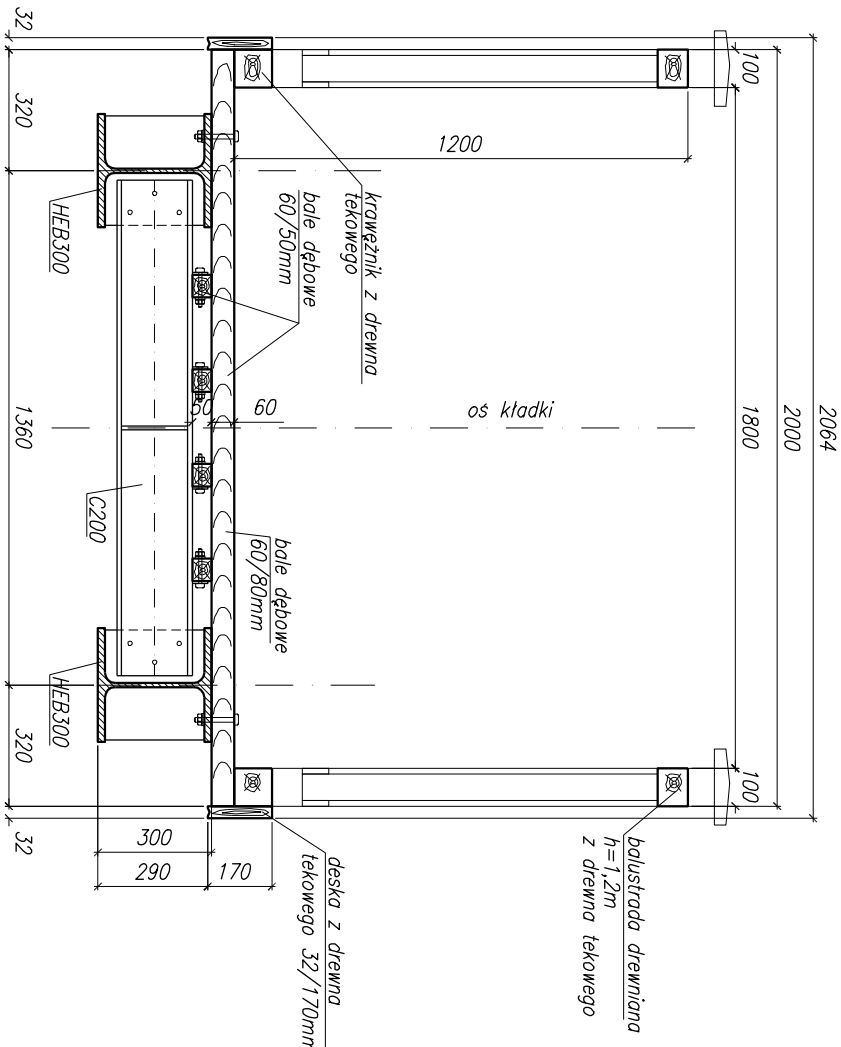 2064
2000
100
1800
100
balustrada drewniana
h=1,2m
z drewna tekowego
1200
oś kładki
krawężnik z drewna
tekowego
deska z drewna
tekowego 32/170mm
bale dębowe
60/50mm
bale dębowe
60/80mm
60
50
170
300
290
C200
HEB300
HEB300
32
320
1360
320
32